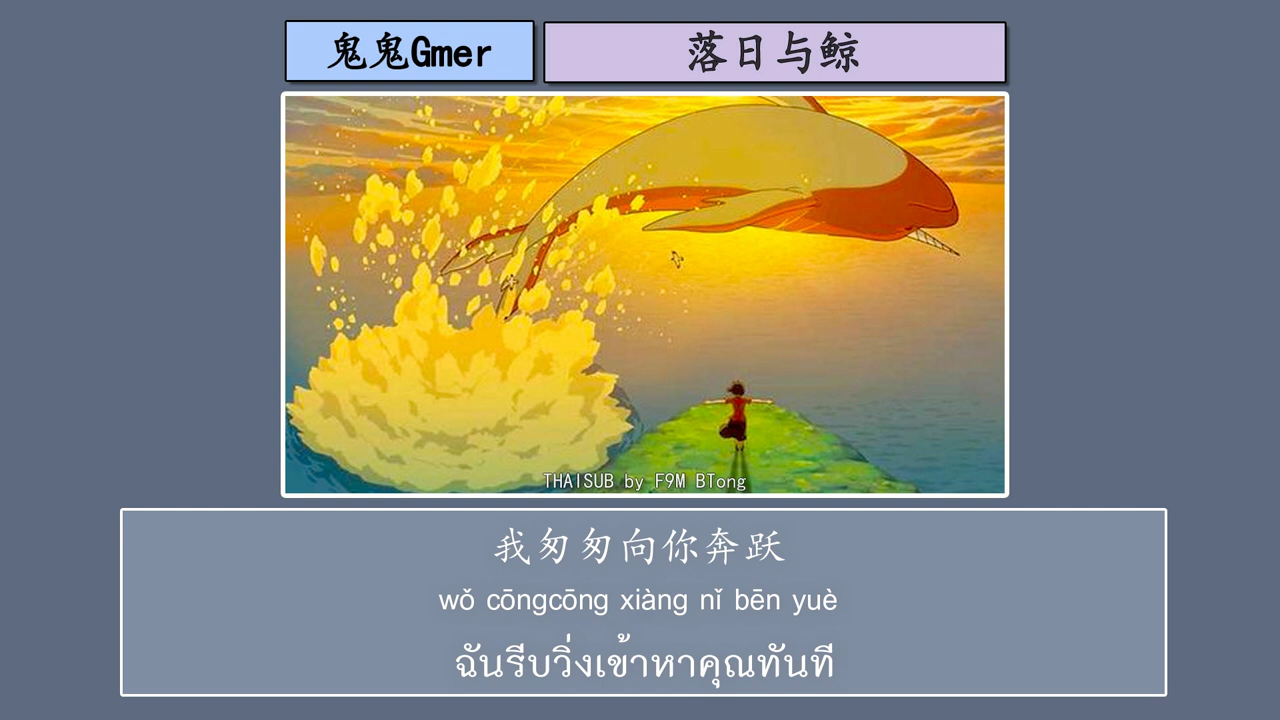 鬼鬼Gmer
落日与鲸
THAISUB by F9M BTong
我匆匆向你奔跃
wǒ cōngcōng xiàng nǐ bēn yuè
ฉันรีบวิ่งเข้าหาคุณทันที